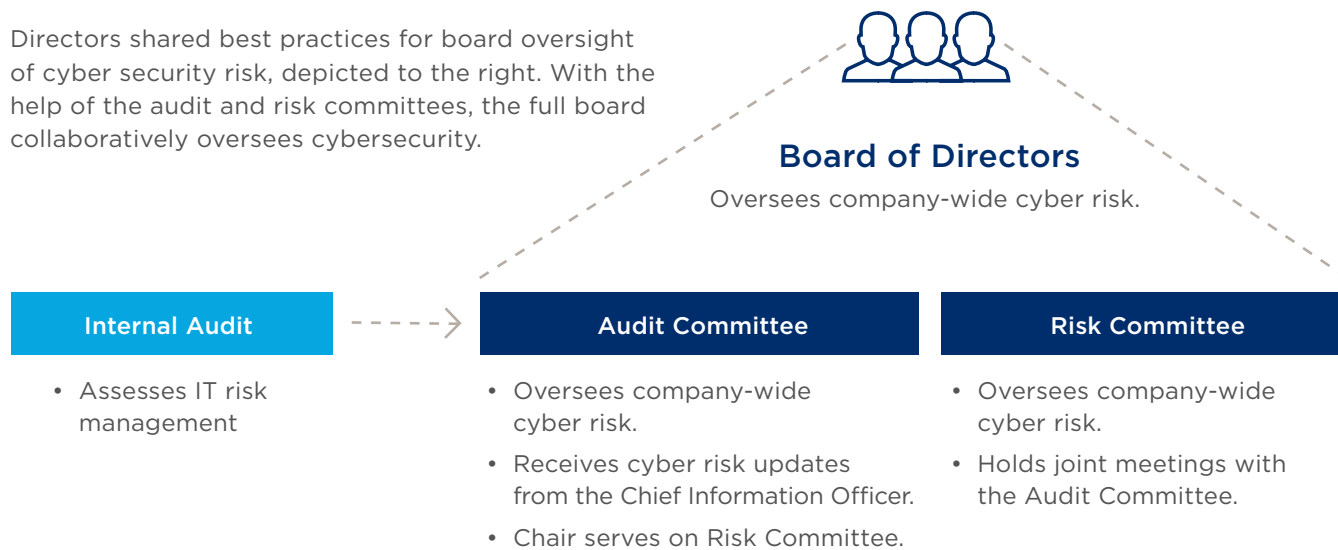 Directors shared best practices for board oversight
of cyber security risk, depicted to the right. With the
help of the audit and risk committees, the full board
collaboratively oversees cybersecurity.
Board of Directors
Oversees company-wide cyber risk.
Internal Audit
• Assesses IT risk
management
Audit Committee
• Oversees company-wide
cyber risk.
• Receives cyber risk updates
from the Chief Information Officer.
• Chair serves on Risk Committee.
Risk Committee
• Oversees company-wide
cyber risk.
• Holds joint meetings with
the Audit Committee.